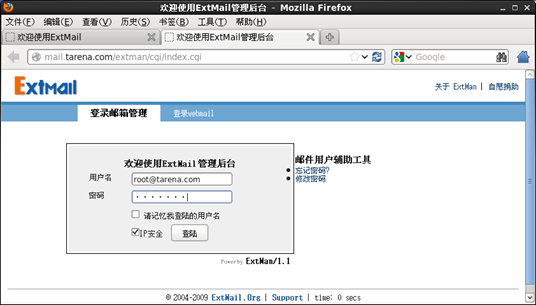 欢迎使用ExtMail管理后台 - Mozilla Firefox
文件(F) 编辑(E) 查看(V) 历史(S) 书签(B) 工具(T) 帮助(H)
欢迎使用ExtMail 欢迎使用ExtMail管理后台
mail.tarena.com/extman/cgi/index.cgi Google
ExtMail
关于 ExtMan | 自愿捐助
登录邮箱管理 登录webmail
欢迎使用ExtMail 管理后台
用户名 root@tarena.com
密码 •••••••
请记忆我登陆的用户名
IP安全 登陆
邮件用户辅助工具
忘记密码?
修改密码
Powerby ExtMan/1.1
© 2004-2009 ExtMail.Org | Support | time: 0 secs